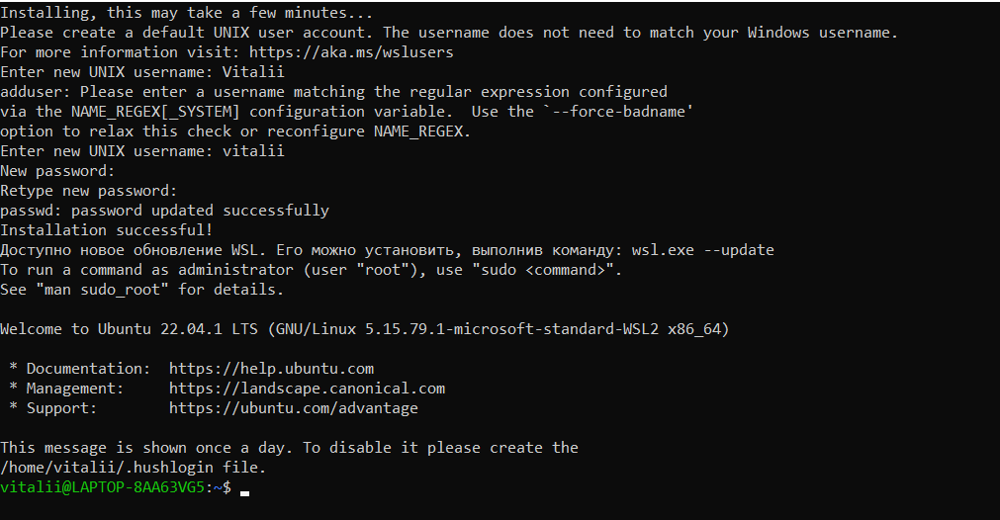 Installing, this may take a few minutes...
Please create a default UNIX user account. The username does not need to match your Windows username.
For more information visit: https://aka.ms/wslusers
Enter new UNIX username: Vitalii
adduser: Please enter a username matching the regular expression configured
via the NAME_REGEX[_SYSTEM] configuration variable.  Use the `--force-badname'
option to relax this check or reconfigure NAME_REGEX.
Enter new UNIX username: vitalii
New password:
Retype new password:
passwd: password updated successfully
Installation successful!
Доступно новое обновление WSL. Его можно установить, выполнив команду: wsl.exe --update
To run a command as administrator (user "root"), use "sudo <command>".
See "man sudo_root" for details.
Welcome to Ubuntu 22.04.1 LTS (GNU/Linux 5.15.79.1-microsoft-standard-WSL2 x86_64)
 * Documentation:  https://help.ubuntu.com
 * Management:     https://landscape.canonical.com
 * Support:        https://ubuntu.com/advantage
This message is shown once a day. To disable it please create the
/home/vitalii/.hushlogin file.
vitalii@LAPTOP-8AA63VG5:~$